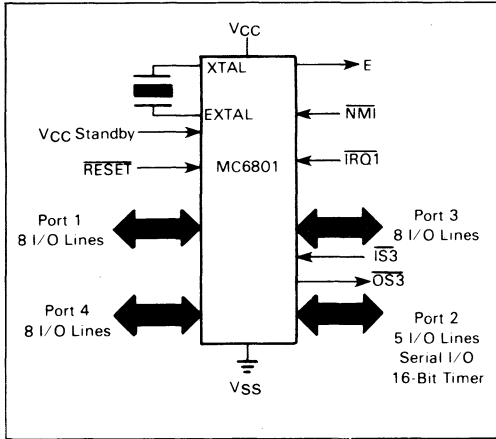 VCC
XTAL
E
EXTAL
NMI
VCC Standby
IRQ1
RESET
MC6801
Port 1
8 I/O Lines
Port 3
8 I/O Lines
IS3
OS3
Port 4
8 I/O Lines
Port 2
5 I/O Lines
Serial I/O
16-Bit Timer
VSS